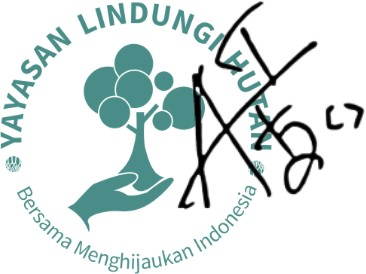 YAYASAN LINDUNGI HUTAN
Bersama Menghijaukan Indonesia